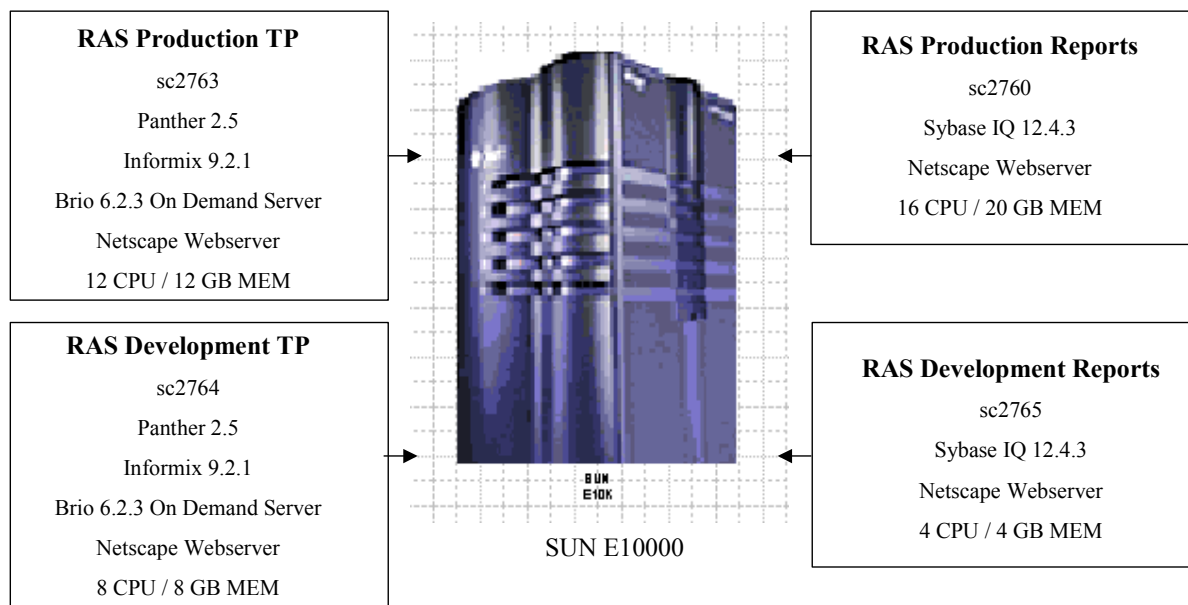 RAS Production TP
sc2763
Panther 2.5
Informix 9.2.1
Brio 6.2.3 On Demand Server
Netscape Webserver
12 CPU / 12 GB MEM
RAS Development TP
sc2764
Panther 2.5
Informix 9.2.1
Brio 6.2.3 On Demand Server
Netscape Webserver
8 CPU / 8 GB MEM
SUN
E10K
SUN E10000
RAS Production Reports
sc2760
Sybase IQ 12.4.3
Netscape Webserver
16 CPU / 20 GB MEM
RAS Development Reports
sc2765
Sybase IQ 12.4.3
Netscape Webserver
4 CPU / 4 GB MEM